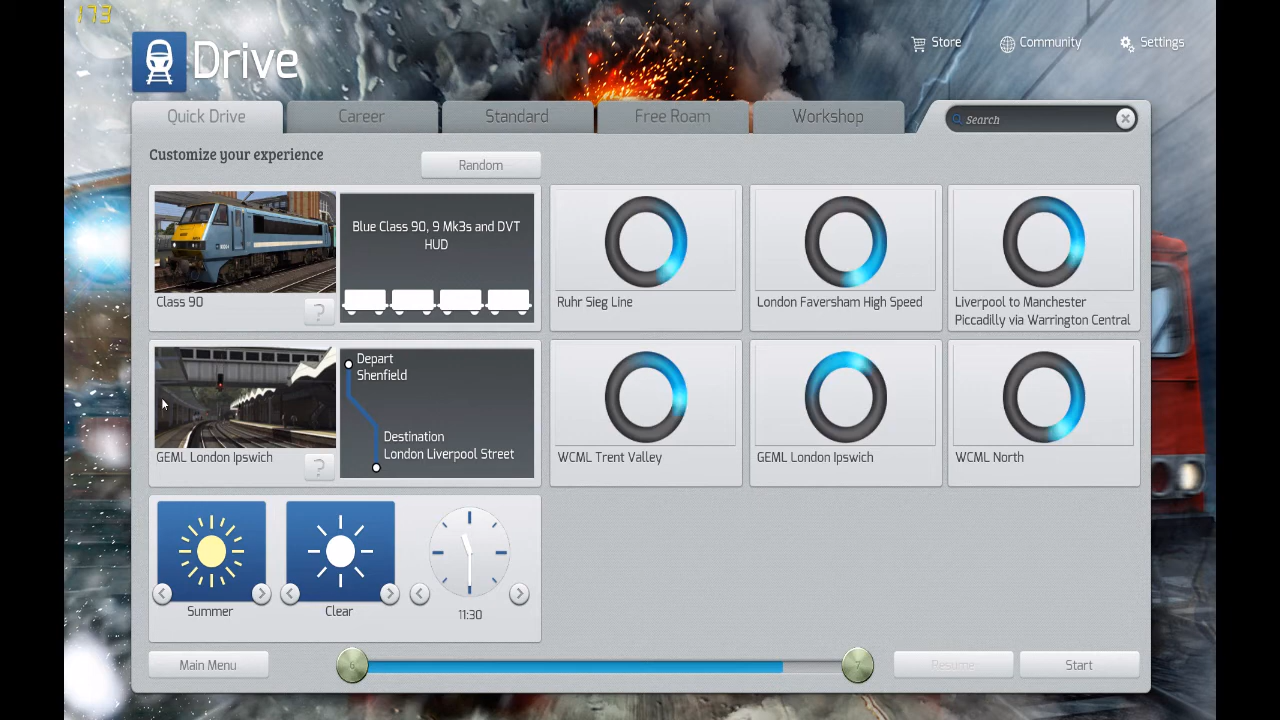 173
Drive
Store
Community
Settings
Quick Drive
Career
Standard
Free Roam
Workshop
Search
Customize your experience
Random
Blue Class 90, 9 Mk3s and DVT
HUD
Class 90
?
Ruhr Sieg Line
London Faversham High Speed
Liverpool to Manchester
Piccadilly via Warrington Central
Depart
Shenfield
Destination
London Liverpool Street
GEML London Ipswich
?
WCML Trent Valley
GEML London Ipswich
WCML North
Summer
Clear
11:30
Main Menu
6
7
Resume
Start